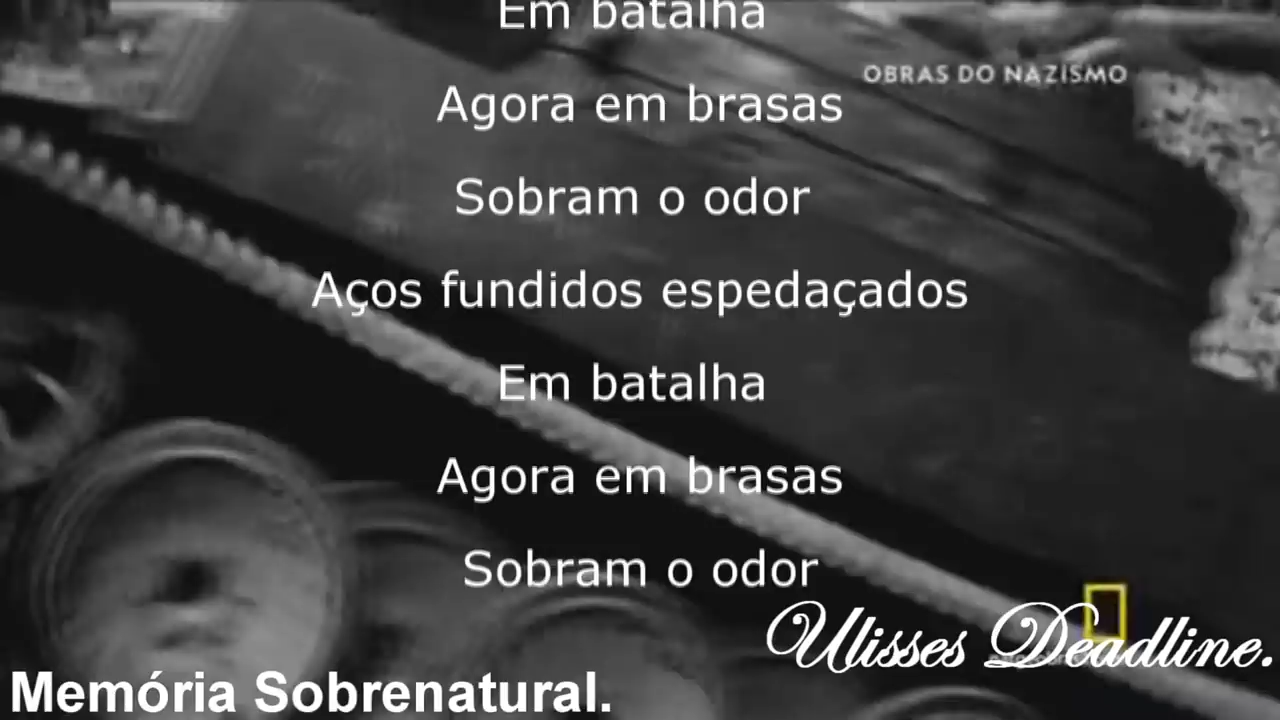 Em batalha
OBRAS DO NAZISMO
Agora em brasas
Sobram o odor
Aços fundidos espedaçados
Em batalha
Agora em brasas
Sobram o odor
Ulisses Deadline.
Memória Sobrenatural.